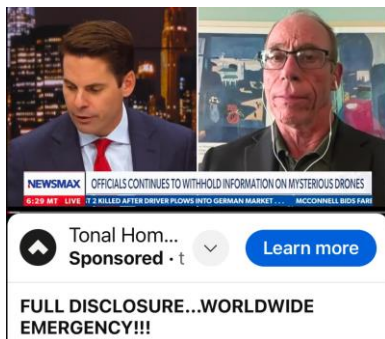 NEWSMAX OFFICIALS CONTINUES TO WITHHOLD INFORMATION ON MYSTERIOUS DRONES
6:29 MT LIVE ST 2 KILLED AFTER DRIVER PLOWS INTO GERMAN MARKET . . . MCCONNELL BIDS FARE
Tonal Hom...
Sponsored · t
Learn more
FULL DISCLOSURE...WORLDWIDE
EMERGENCY!!!